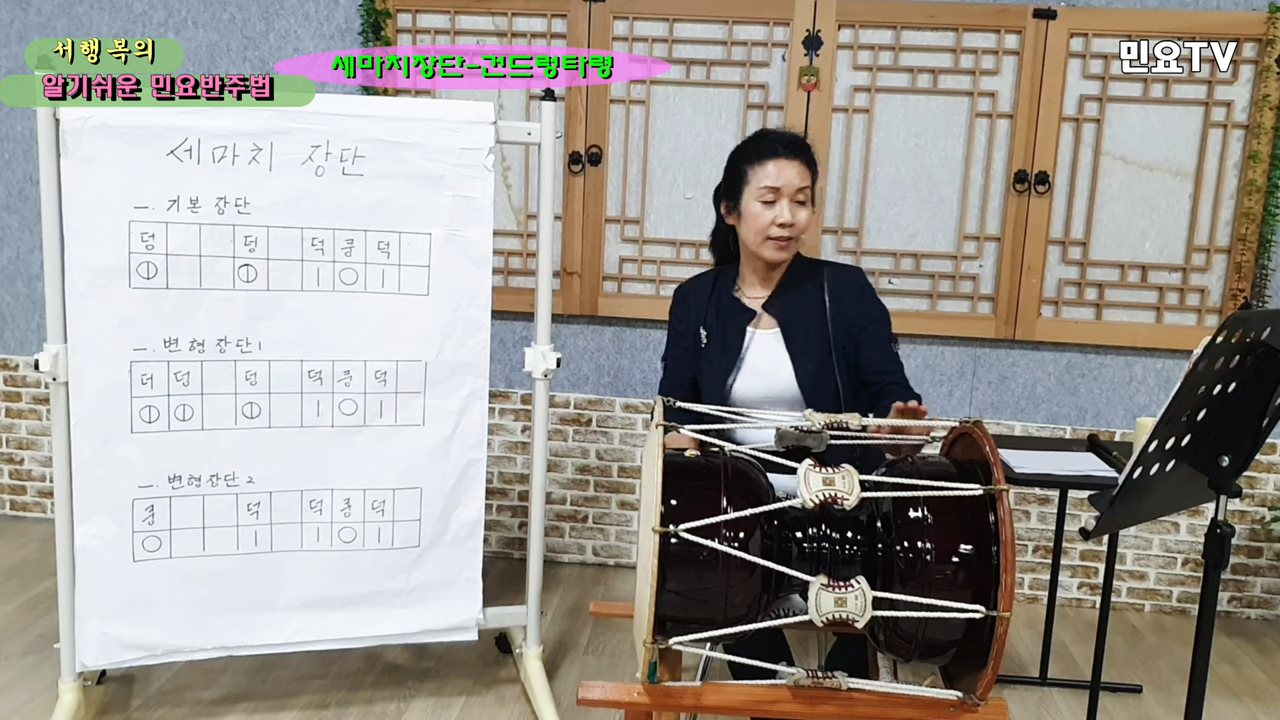 서행복의
알기쉬운 민요반주법
세마치장단-건드렁타령
민요TV
세마치 장단
一. 기본 장단
덩 덩 덕 쿵 덕
一. 변형장단1
더 덩 덩 덕 쿵 덕
一. 변형장단2
쿵 덕 덕 쿵 덕